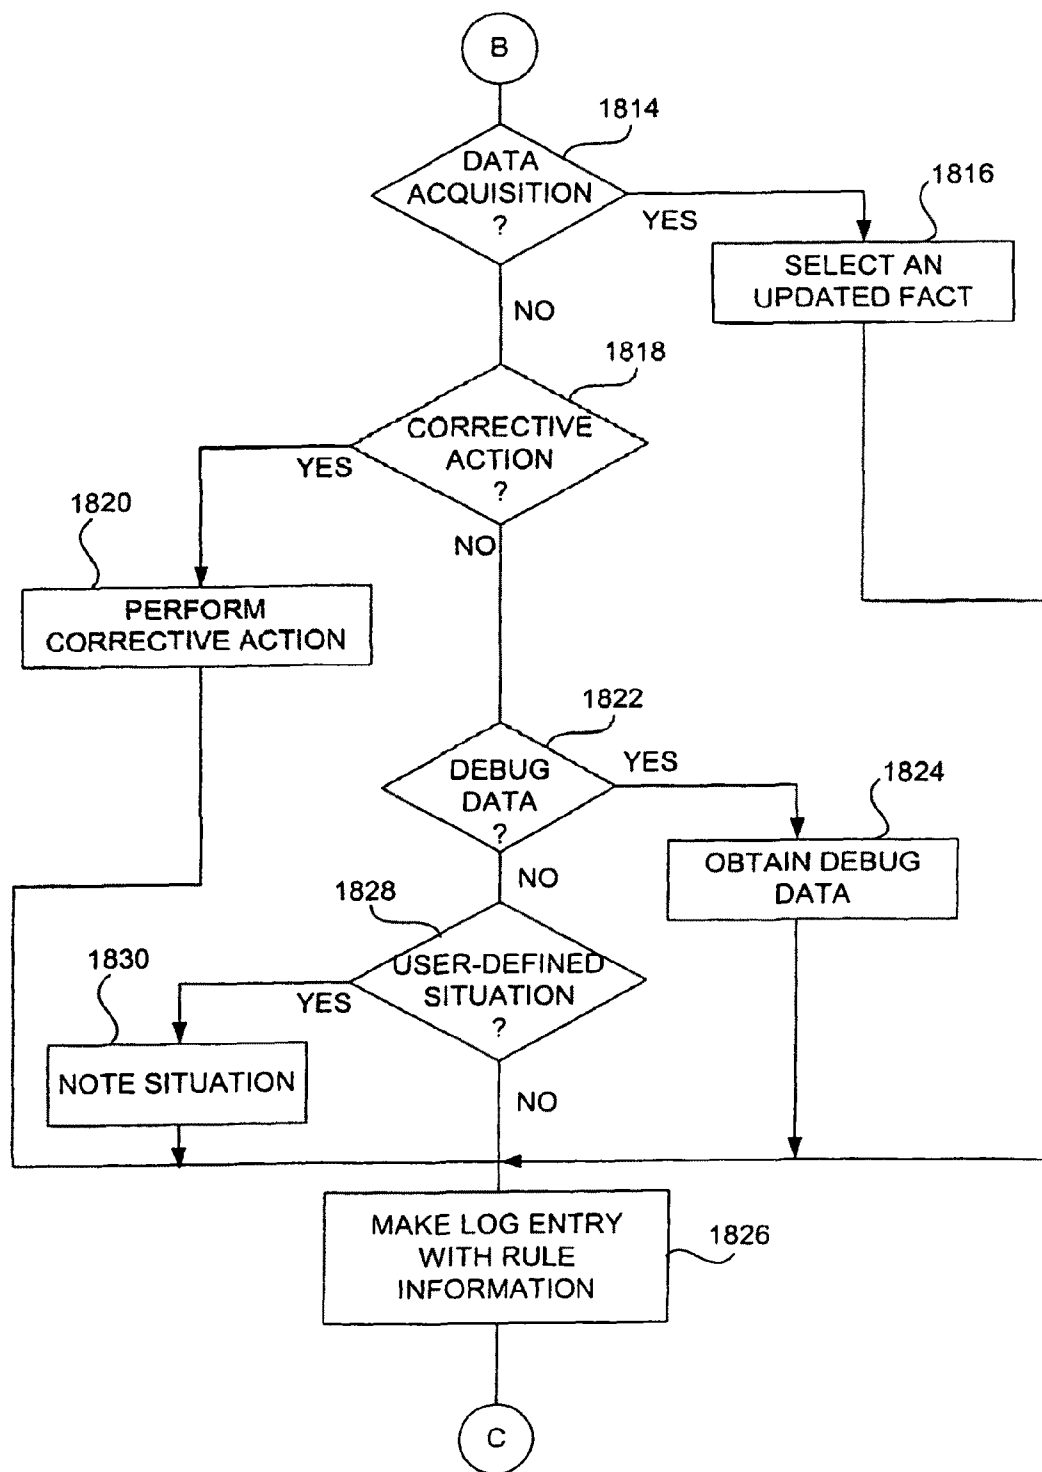 B
1814
DATA
ACQUISITION
?
YES
1816
SELECT AN
UPDATED FACT
NO
1818
CORRECTIVE
ACTION
?
YES
1820
NO
PERFORM
CORRECTIVE ACTION
1822
DEBUG
DATA
?
YES
1824
OBTAIN DEBUG
DATA
NO
1828
USER-DEFINED
SITUATION
?
YES
1830
NOTE SITUATION
NO
MAKE LOG ENTRY
WITH RULE
INFORMATION
1826
C